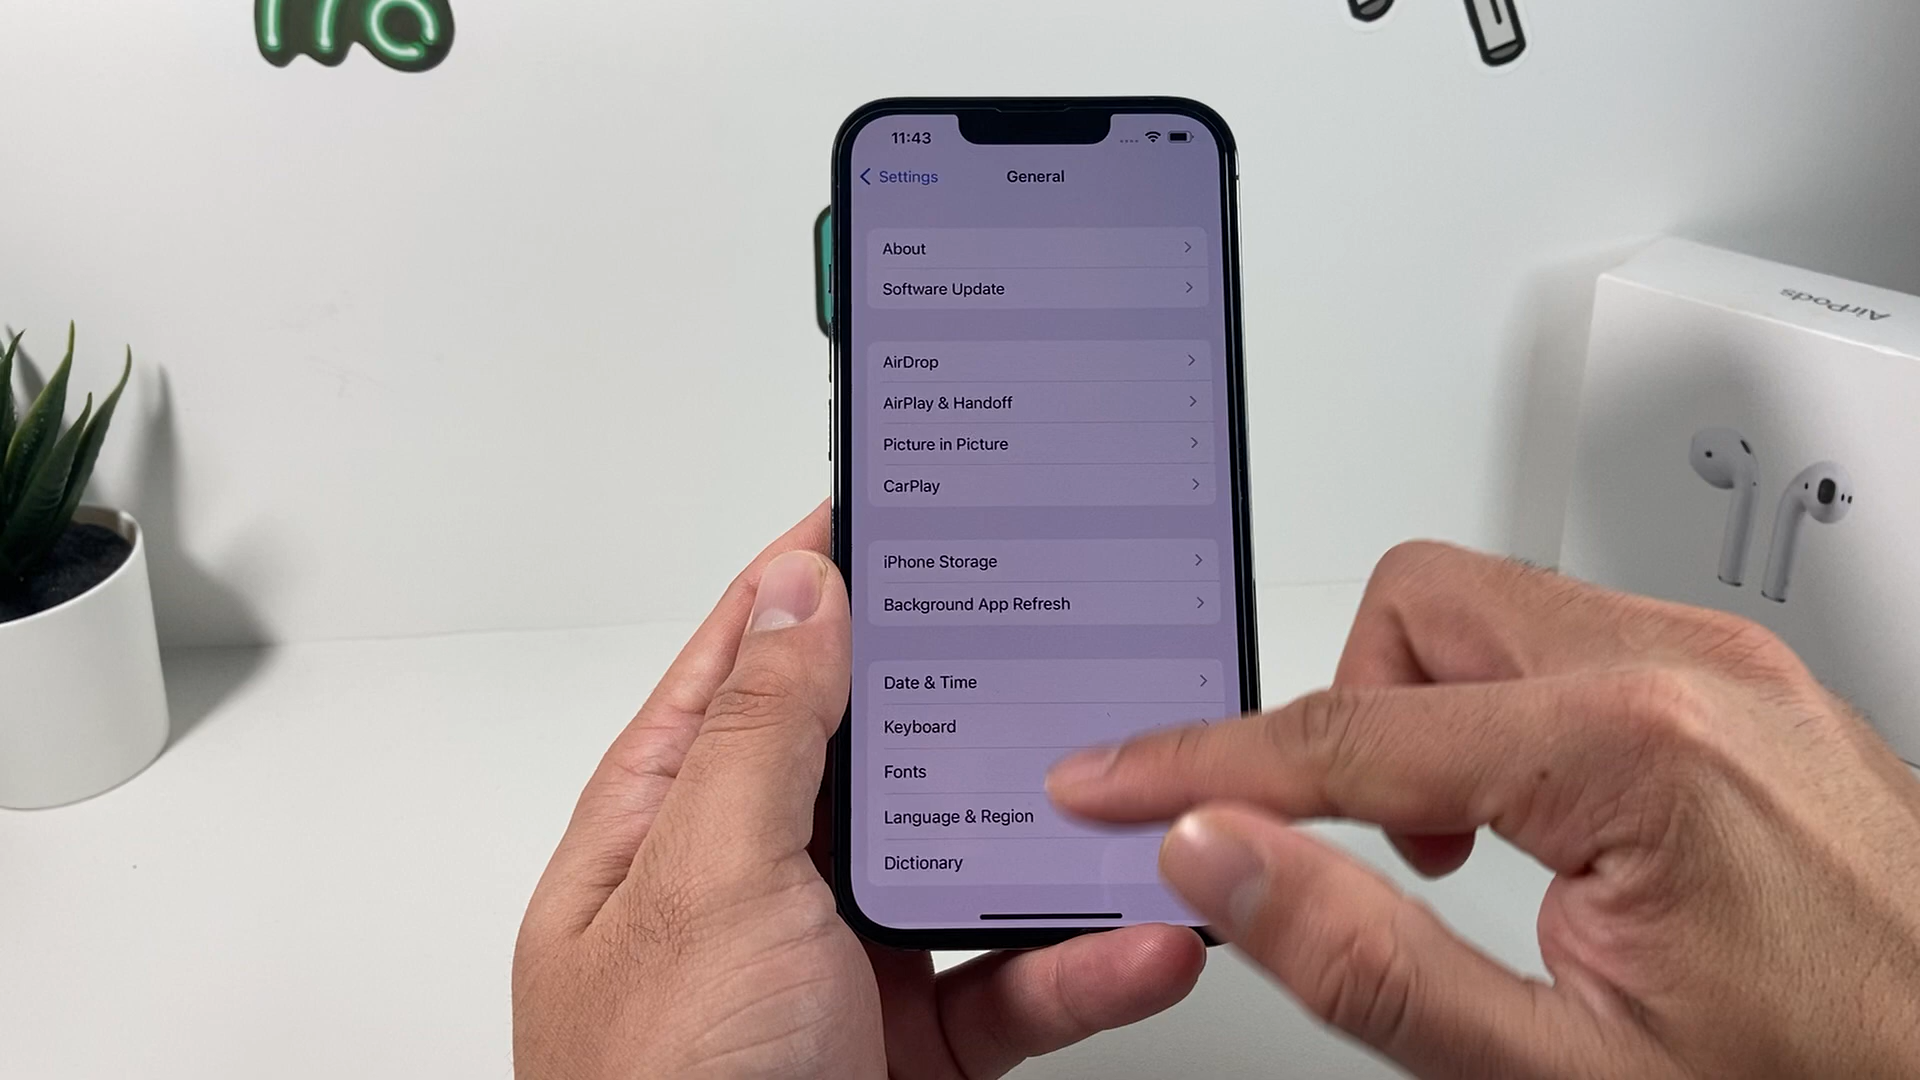 11:43
Settings
General
About
Software Update
AirDrop
AirPlay & Handoff
Picture in Picture
CarPlay
iPhone Storage
Background App Refresh
Date & Time
Keyboard
Fonts
Language & Region
Dictionary
AirPods